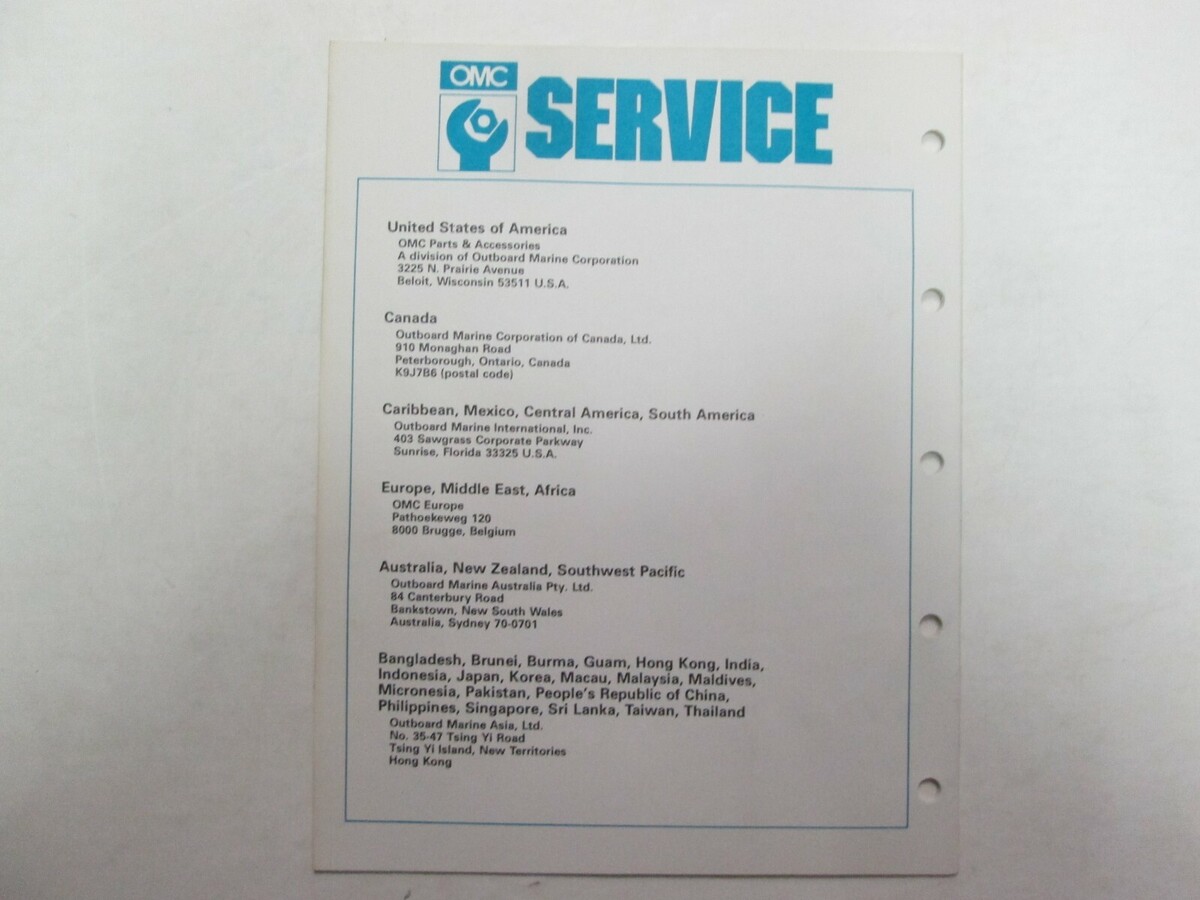 OMC
SERVICE
United States of America
OMC Parts & Accessories
A division of Outboard Marine Corporation
3225 N. Prairie Avenue
Beloit, Wisconsin 53511 U.S.A.
Canada
Outboard Marine Corporation of Canada, Ltd.
910 Monaghan Road
Peterborough, Ontario, Canada
K9J7B6 (postal code)
Caribbean, Mexico, Central America, South America
Outboard Marine International, Inc.
403 Sawgrass Corporate Parkway
Sunrise, Florida 33325 U.S.A.
Europe, Middle East, Africa
OMC Europe
Pathoekeweg 120
8000 Brugge, Belgium
Australia, New Zealand, Southwest Pacific
Outboard Marine Australia Pty. Ltd.
84 Canterbury Road
Bankstown, New South Wales
Australia, Sydney 70-0701
Bangladesh, Brunei, Burma, Guam, Hong Kong, India,
Indonesia, Japan, Korea, Macau, Malaysia, Maldives,
Micronesia, Pakistan, People's Republic of China,
Philippines, Singapore, Sri Lanka, Taiwan, Thailand
Outboard Marine Asia, Ltd.
No. 35-47 Tsing Yi Road
Tsing Yi Island, New Territories
Hong Kong